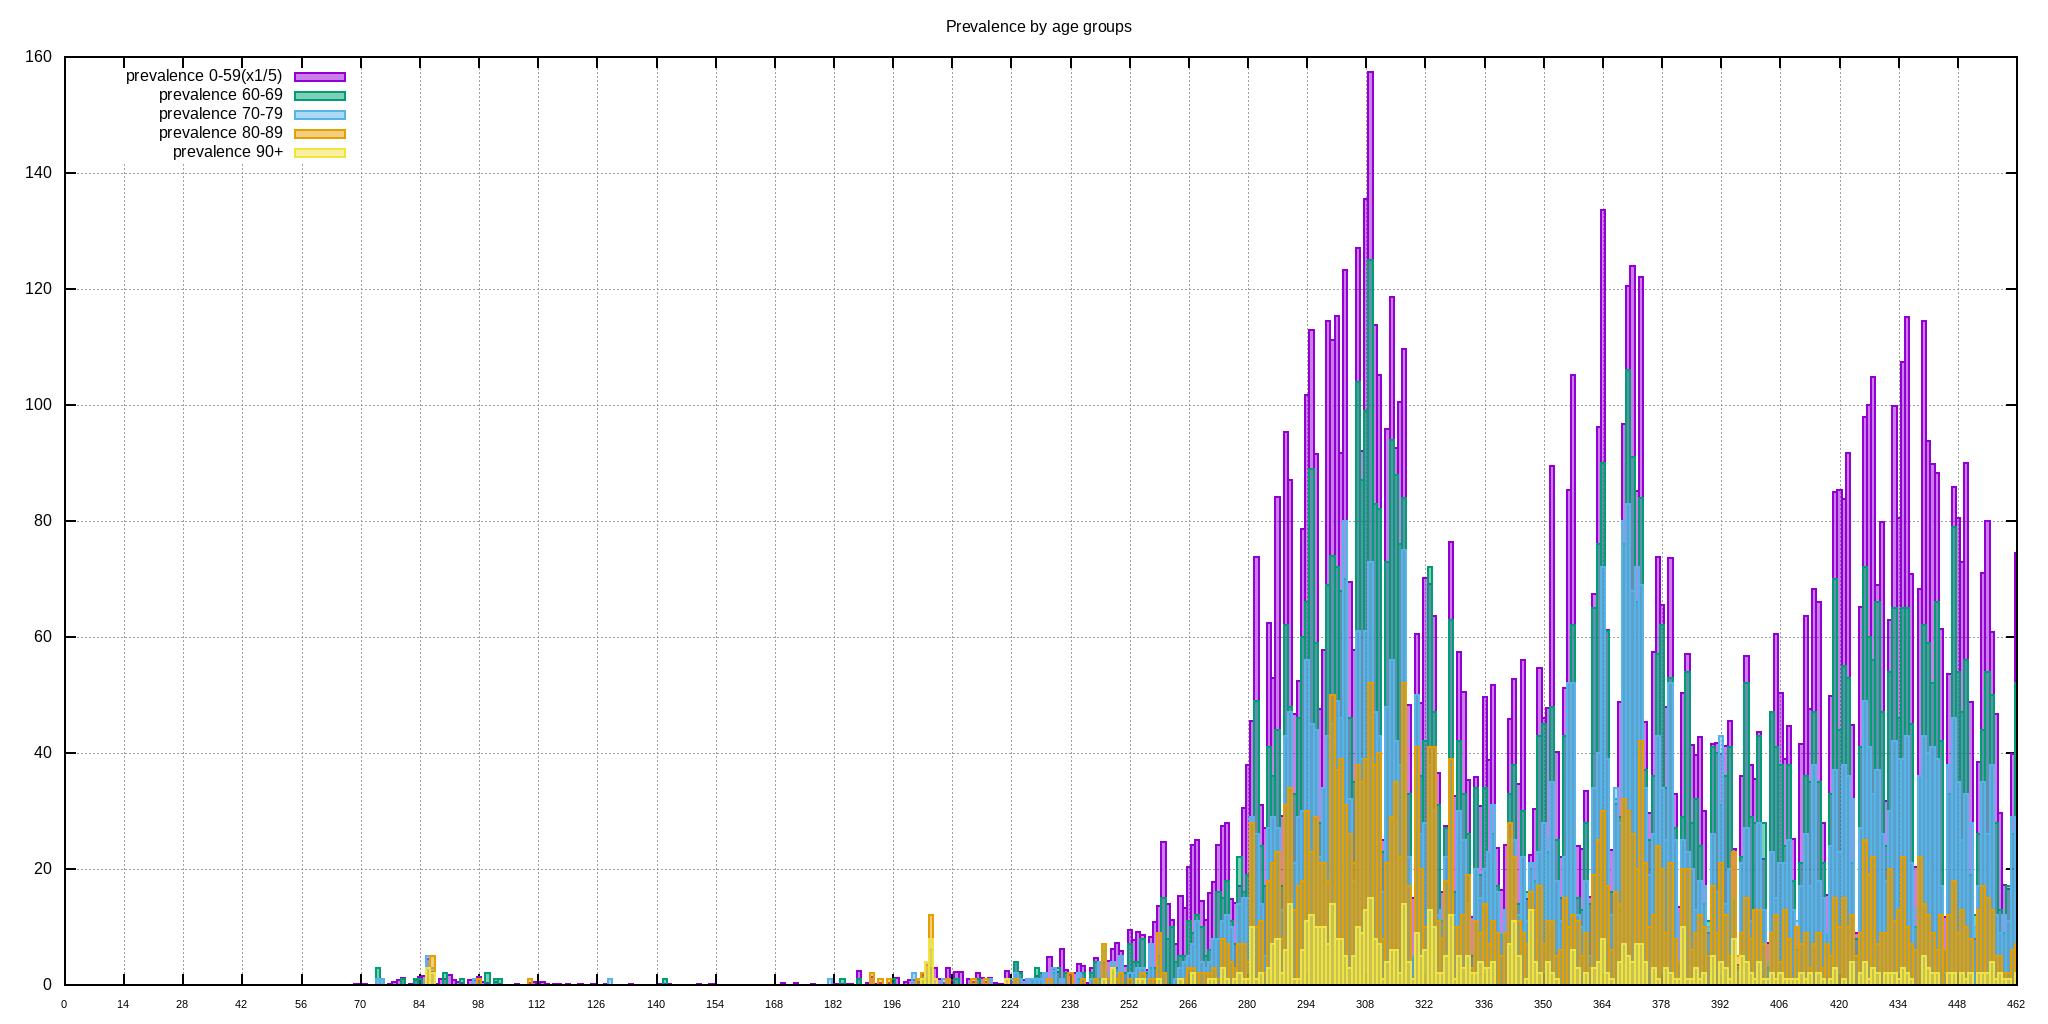 Prevalence by age groups
160
140
120
100
80
60
40
20
0
prevalence 0-59(x1/5)
prevalence 60-69
prevalence 70-79
prevalence 80-89
prevalence 90+
0 14 28 42 56 70 84 98 112 126 140 154 168 182 196 210 224 238 252 266 280 294 308 322 336 350 364 378 392 406 420 434 448 462